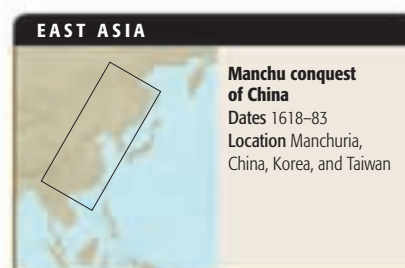 EAST ASIA
Manchu conquest
of China
Dates 1618–83
Location Manchuria,
China, Korea, and Taiwan